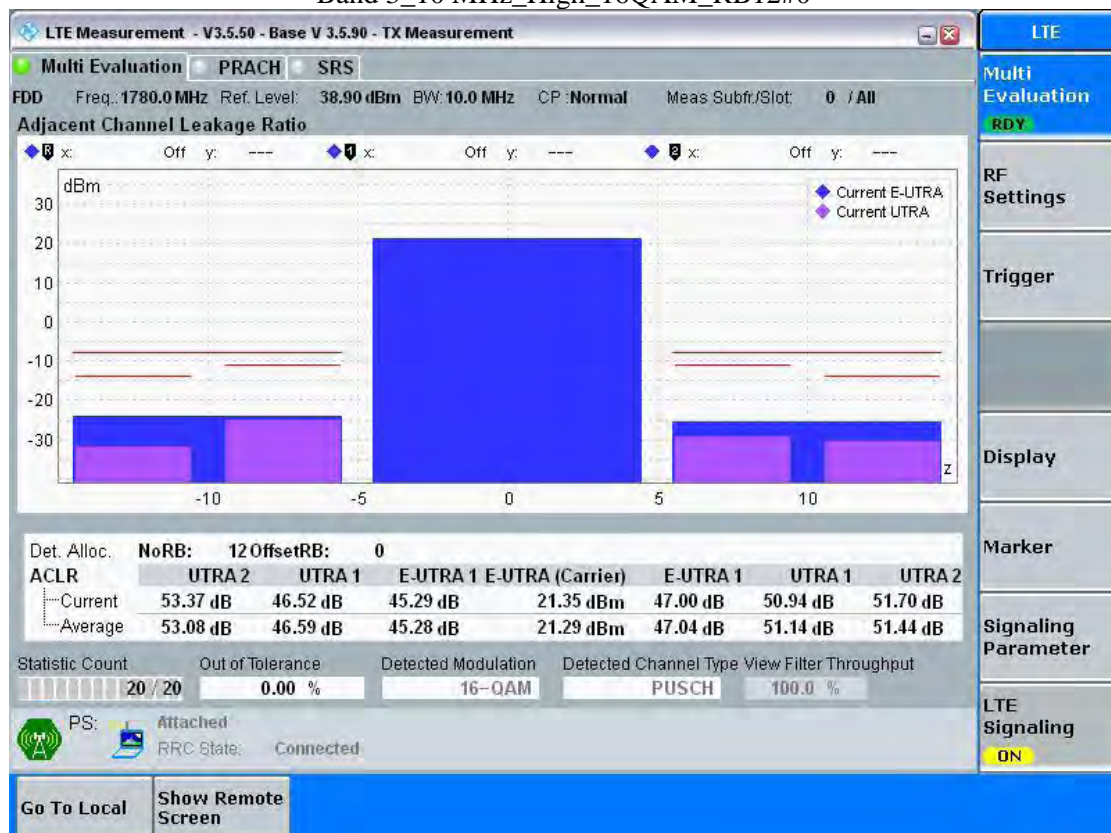 LTE Measurement - V3.5.50 - Base V 3.5.90 - TX Measurement
LTE
Multi Evaluation PRACH SRS
Multi
Evaluation
RDY
FDD Freq.: 1780.0 MHz Ref. Level: 38.90 dBm BW: 10.0 MHz CP :Normal Meas Subfr./Slot: 0 / All
Adjacent Channel Leakage Ratio
R x: Off y: --- 1 x: Off y: --- 2 x: Off y: ---
dBm
Current E-UTRA
Current UTRA
30
20
10
0
-10
-20
-30
z
-10 -5 0 5 10
RF
Settings
Trigger
Display
Marker
Signaling
Parameter
LTE
Signaling
ON
Det. Alloc. NoRB: 12 OffsetRB: 0
ACLR UTRA 2 UTRA 1 E-UTRA 1 E-UTRA (Carrier) E-UTRA 1 UTRA 1 UTRA 2
Current 53.37 dB 46.52 dB 45.29 dB 21.35 dBm 47.00 dB 50.94 dB 51.70 dB
Average 53.08 dB 46.59 dB 45.28 dB 21.29 dBm 47.04 dB 51.14 dB 51.44 dB
Statistic Count Out of Tolerance Detected Modulation Detected Channel Type View Filter Throughput
20 / 20 0.00 % 16-QAM PUSCH 100.0 %
PS: Attached
RRC State: Connected
Go To Local
Show Remote
Screen